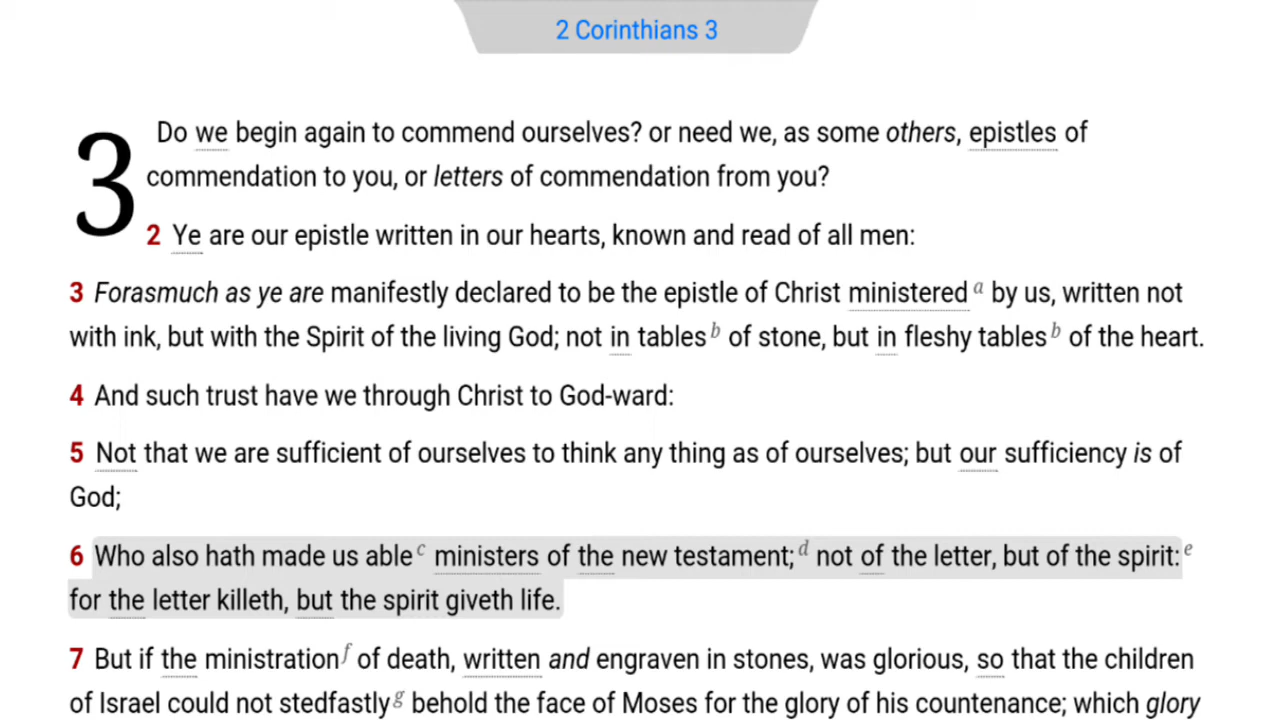 2 Corinthians 3
3 Do we begin again to commend ourselves? or need we, as some others, epistles of
commendation to you, or letters of commendation from you?
2 Ye are our epistle written in our hearts, known and read of all men:
3 Forasmuch as ye are manifestly declared to be the epistle of Christ ministered a by us, written not
with ink, but with the Spirit of the living God; not in tables b of stone, but in fleshy tables b of the heart.
4 And such trust have we through Christ to God-ward:
5 Not that we are sufficient of ourselves to think any thing as of ourselves; but our sufficiency is of
God;
6 Who also hath made us able c ministers of the new testament; d not of the letter, but of the spirit: e
for the letter killeth, but the spirit giveth life.
7 But if the ministration f of death, written and engraven in stones, was glorious, so that the children
of Israel could not stedfastly g behold the face of Moses for the glory of his countenance; which glory